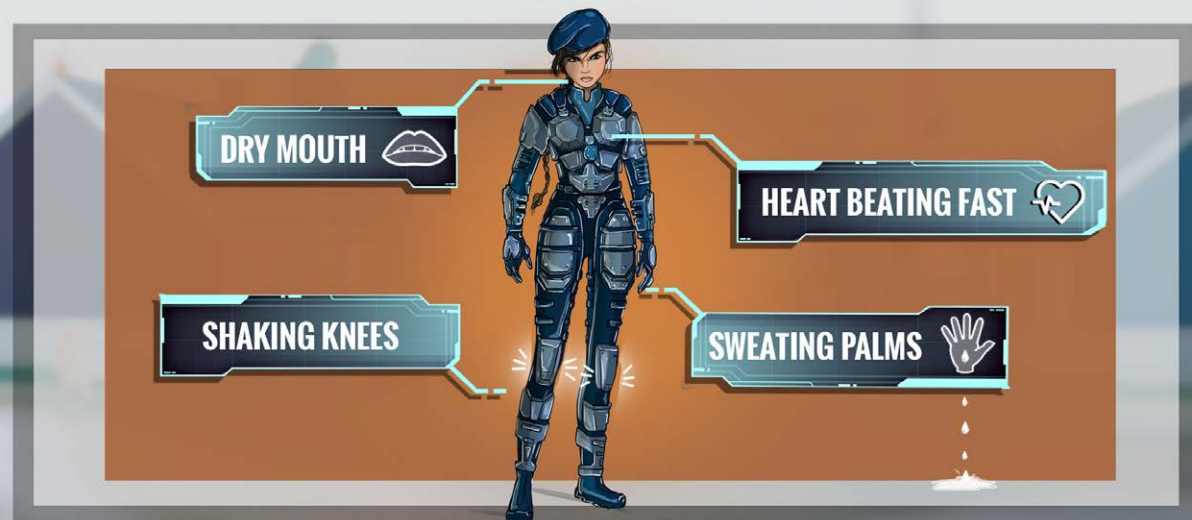 DRY MOUTH
HEART BEATING FAST
SHAKING KNEES
SWEATING PALMS